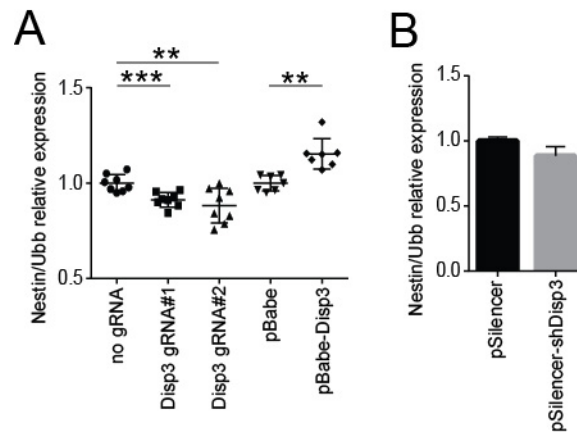 A
Nestin/Ubb relative expression
1.5
1.0
0.5
**
***
**
no gRNA
Disp3 gRNA#1
Disp3 gRNA#2
pBabe
pBabe-Disp3
B
Nestin/Ubb relative expression
1.5
1.0
0.5
0.0
pSilencer
pSilencer-shDisp3